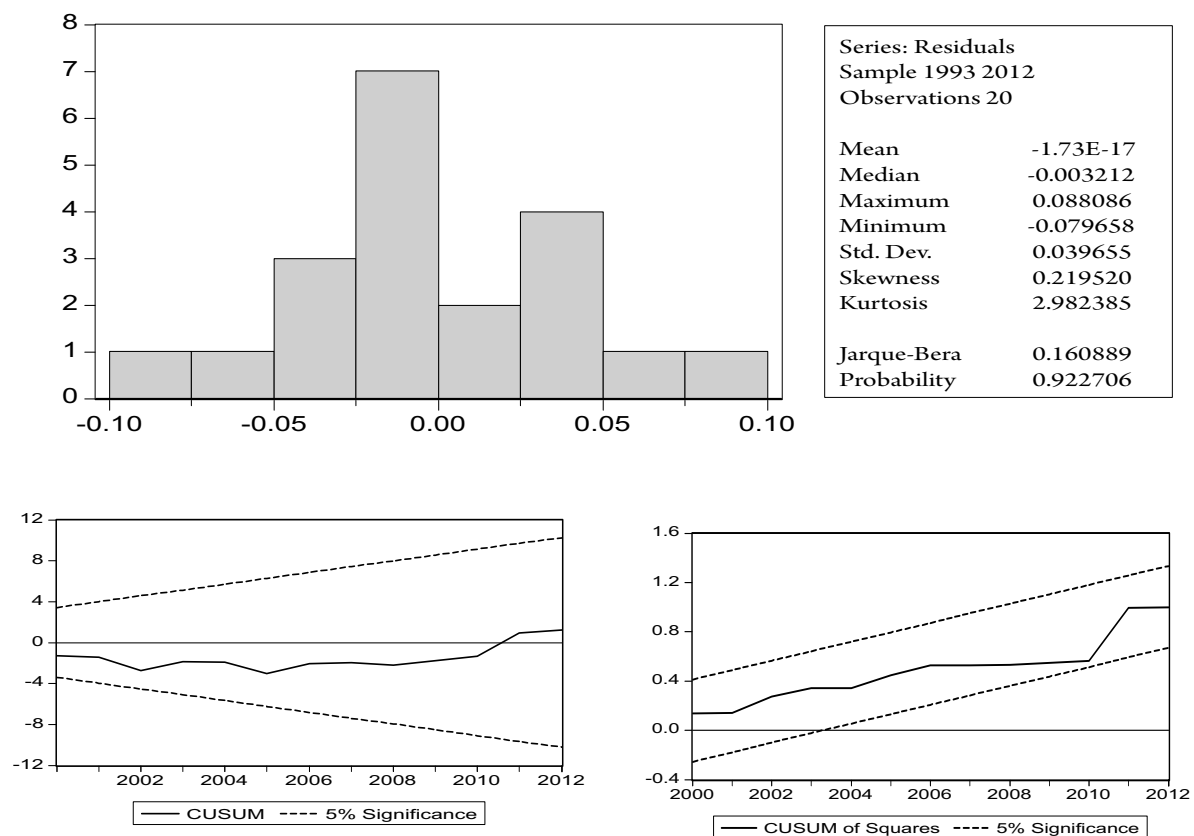 8
7
6
5
4
3
2
1
0
-0.10 -0.05 0.00 0.05 0.10
Series: Residuals
Sample 1993 2012
Observations 20
Mean -1.73E-17
Median -0.003212
Maximum 0.088086
Minimum -0.079658
Std. Dev. 0.039655
Skewness 0.219520
Kurtosis 2.982385
Jarque-Bera 0.160889
Probability 0.922706
12
8
4
0
-4
-8
-12
2002 2004 2006 2008 2010 2012
CUSUM 5% Significance
1.6
1.2
0.8
0.4
0.0
-0.4
2000 2002 2004 2006 2008 2010 2012
CUSUM of Squares 5% Significance